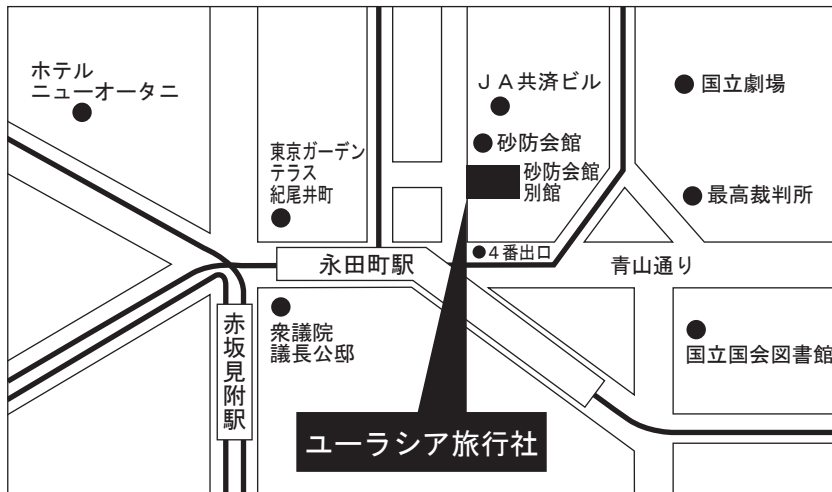 ホテル
ニューオータニ
ＪＡ共済ビル
国立劇場
砂防会館
東京ガーデン
テラス
紀尾井町
砂防会館
別館
最高裁判所
4番出口
永田町駅
青山通り
赤坂見附駅
衆議院
議長公邸
国立国会図書館
ユーラシア旅行社